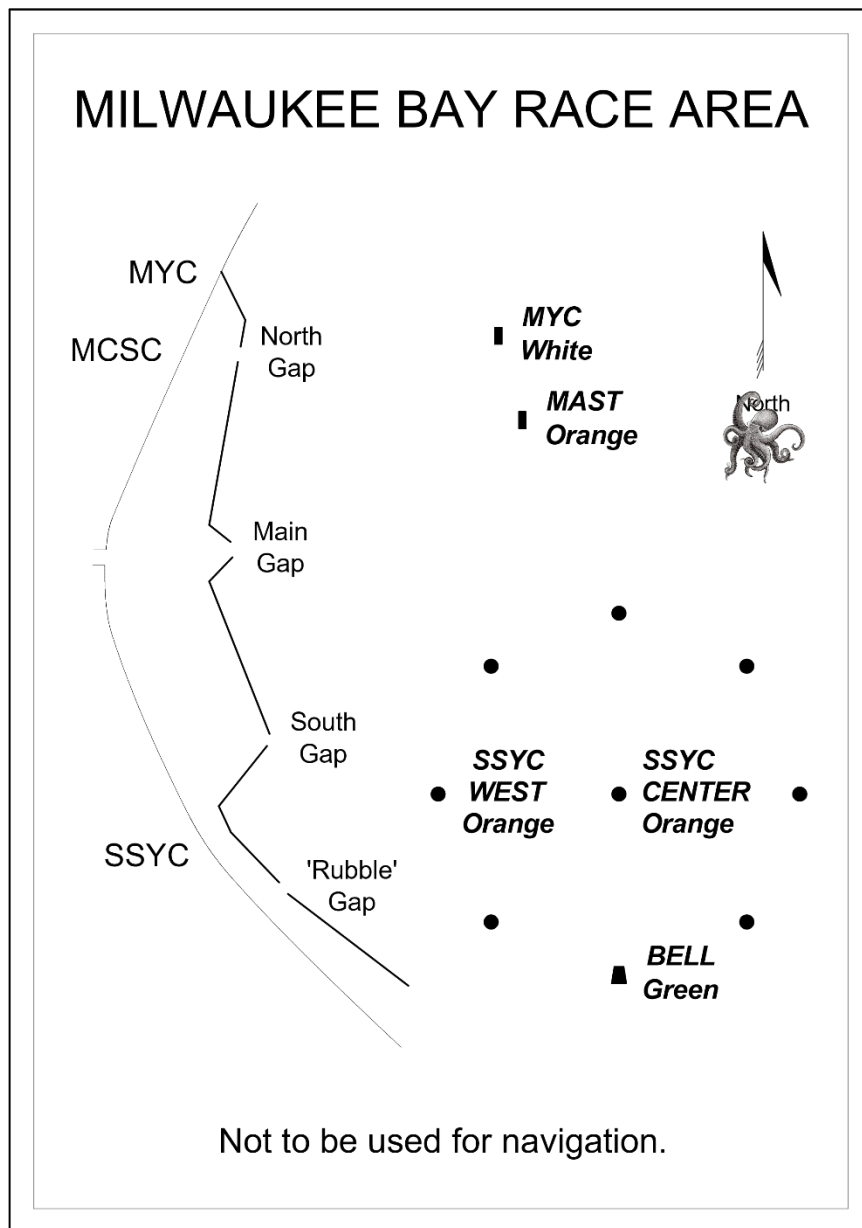 MILWAUKEE BAY RACE AREA
MYC
MCSC
North
Gap
MYC
White
MAST
Orange
North
Main
Gap
South
Gap
SSYC
WEST
Orange
SSYC
CENTER
Orange
SSYC
'Rubble'
Gap
BELL
Green
Not to be used for navigation.